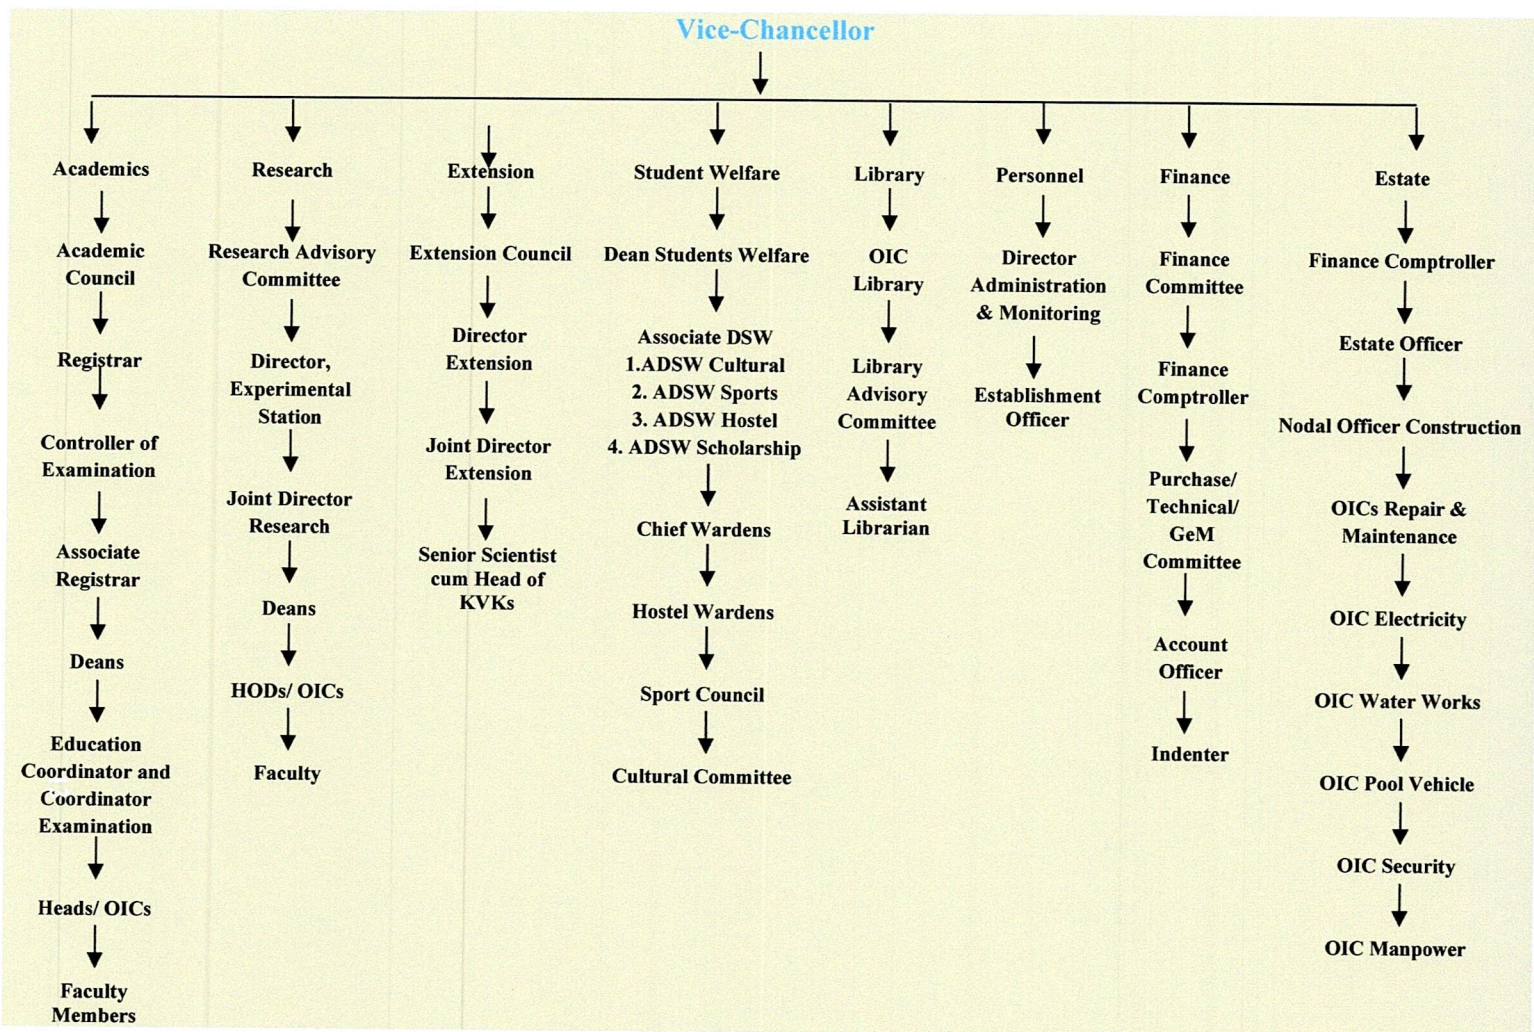 Vice-Chancellor
Academics
Academic
Council
Registrar
Controller of
Examination
Associate
Registrar
Deans
Education
Coordinator and
Coordinator
Examination
Heads/ OICs
Faculty
Members
Research
Research Advisory
Committee
Director,
Experimental
Station
Joint Director
Research
Deans
HODs/ OICs
Faculty
Extension
Extension Council
Director
Extension
Joint Director
Extension
Senior Scientist
cum Head of
KVKs
Student Welfare
Dean Students Welfare
Associate DSW
1.ADSW Cultural
2. ADSW Sports
3. ADSW Hostel
4. ADSW Scholarship
Chief Wardens
Hostel Wardens
Sport Council
Cultural Committee
Library
OIC
Library
Library
Advisory
Committee
Assistant
Librarian
Personnel
Director
Administration
& Monitoring
Establishment
Officer
Finance
Finance
Committee
Finance
Comptroller
Purchase/
Technical/
GeM
Committee
Account
Officer
Indenter
Estate
Finance Comptroller
Estate Officer
Nodal Officer Construction
OICs Repair &
Maintenance
OIC Electricity
OIC Water Works
OIC Pool Vehicle
OIC Security
OIC Manpower